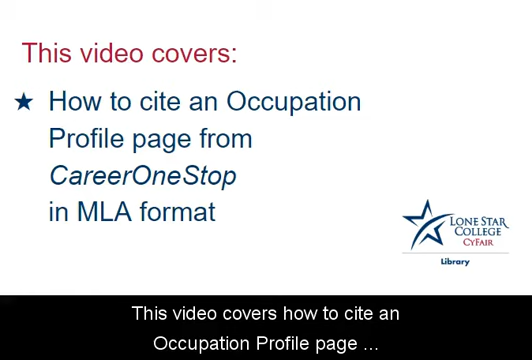 This video covers:
★ How to cite an Occupation
Profile page from
CareerOneStop
in MLA format
LONE STAR
COLLEGE
CYFAIR
Library
This video covers how to cite an
Occupation Profile page ...